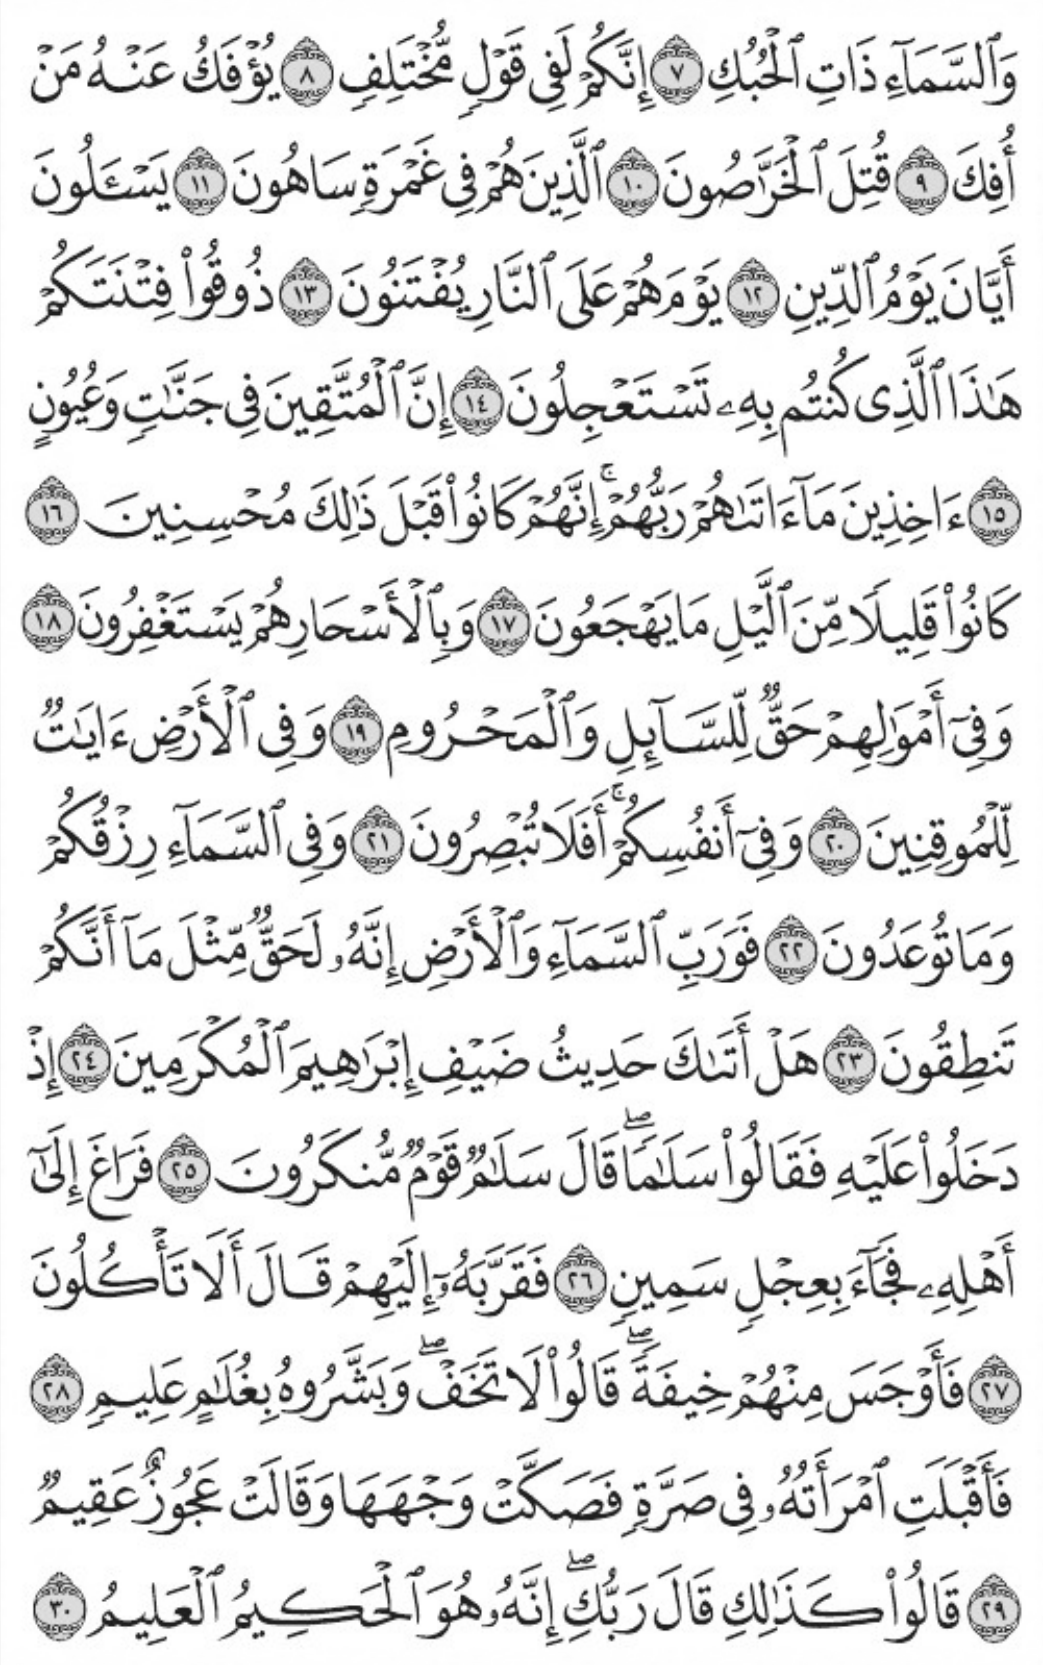 وَٱلسَّمَآءِ ذَاتِ ٱلْحُبُكِ ٧ إِنَّكُمْ لَفِى قَوْلٍ مُّخْتَلِفٍ ٨ يُؤْفَكُ عَنْهُ مَنْ
أُفِكَ ٩ قُتِلَ ٱلْخَرَّٰصُونَ ١٠ ٱلَّذِينَ هُمْ فِى غَمْرَةٍ سَاهُونَ ١١ يَسْـَٔلُونَ
أَيَّانَ يَوْمُ ٱلدِّينِ ١٢ يَوْمَ هُمْ عَلَى ٱلنَّارِ يُفْتَنُونَ ١٣ ذُوقُوا۟ فِتْنَتَكُمْ
هَٰذَا ٱلَّذِى كُنتُم بِهِۦ تَسْتَعْجِلُونَ ١٤ إِنَّ ٱلْمُتَّقِينَ فِى جَنَّٰتٍ وَعُيُونٍ
١٥ ءَاخِذِينَ مَآ ءَاتَىٰهُمْ رَبُّهُمْ ۚ إِنَّهُمْ كَانُوا۟ قَبْلَ ذَٰلِكَ مُحْسِنِينَ ١٦
كَانُوا۟ قَلِيلًا مِّنَ ٱلَّيْلِ مَا يَهْجَعُونَ ١٧ وَبِٱلْأَسْحَارِ هُمْ يَسْتَغْفِرُونَ ١٨
وَفِىٓ أَمْوَٰلِهِمْ حَقٌّ لِّلسَّآئِلِ وَٱلْمَحْرُومِ ١٩ وَفِى ٱلْأَرْضِ ءَايَٰتٌ
لِّلْمُوقِنِينَ ٢٠ وَفِىٓ أَنفُسِكُمْ ۚ أَفَلَا تُبْصِرُونَ ٢١ وَفِى ٱلسَّمَآءِ رِزْقُكُمْ
وَمَا تُوعَدُونَ ٢٢ فَوَرَبِّ ٱلسَّمَآءِ وَٱلْأَرْضِ إِنَّهُۥ لَحَقٌّ مِّثْلَ مَآ أَنَّكُمْ
تَنطِقُونَ ٢٣ هَلْ أَتَىٰكَ حَدِيثُ ضَيْفِ إِبْرَٰهِيمَ ٱلْمُكْرَمِينَ ٢٤ إِذْ
دَخَلُوا۟ عَلَيْهِ فَقَالُوا۟ سَلَٰمًا ۖ قَالَ سَلَٰمٌ قَوْمٌ مُّنكَرُونَ ٢٥ فَرَاغَ إِلَىٰٓ
أَهْلِهِۦ فَجَآءَ بِعِجْلٍ سَمِينٍ ٢٦ فَقَرَّبَهُۥٓ إِلَيْهِمْ قَالَ أَلَا تَأْكُلُونَ
٢٧ فَأَوْجَسَ مِنْهُمْ خِيفَةً ۖ قَالُوا۟ لَا تَخَفْ ۖ وَبَشَّرُوهُ بِغُلَٰمٍ عَلِيمٍ ٢٨
فَأَقْبَلَتِ ٱمْرَأَتُهُۥ فِى صَرَّةٍ فَصَكَّتْ وَجْهَهَا وَقَالَتْ عَجُوزٌ عَقِيمٌ
٢٩ قَالُوا۟ كَذَٰلِكِ قَالَ رَبُّكِ ۖ إِنَّهُۥ هُوَ ٱلْحَكِيمُ ٱلْعَلِيمُ ٣٠